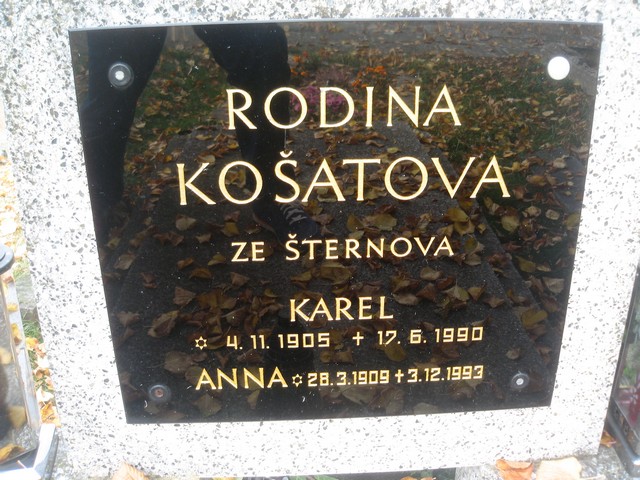 RODINA
KOŠATOVA
ZE ŠTERNOVA
KAREL
✡ 4.11.1905 ✝ 17.6.1990
ANNA ✡ 28.3.1909 ✝ 3.12.1993